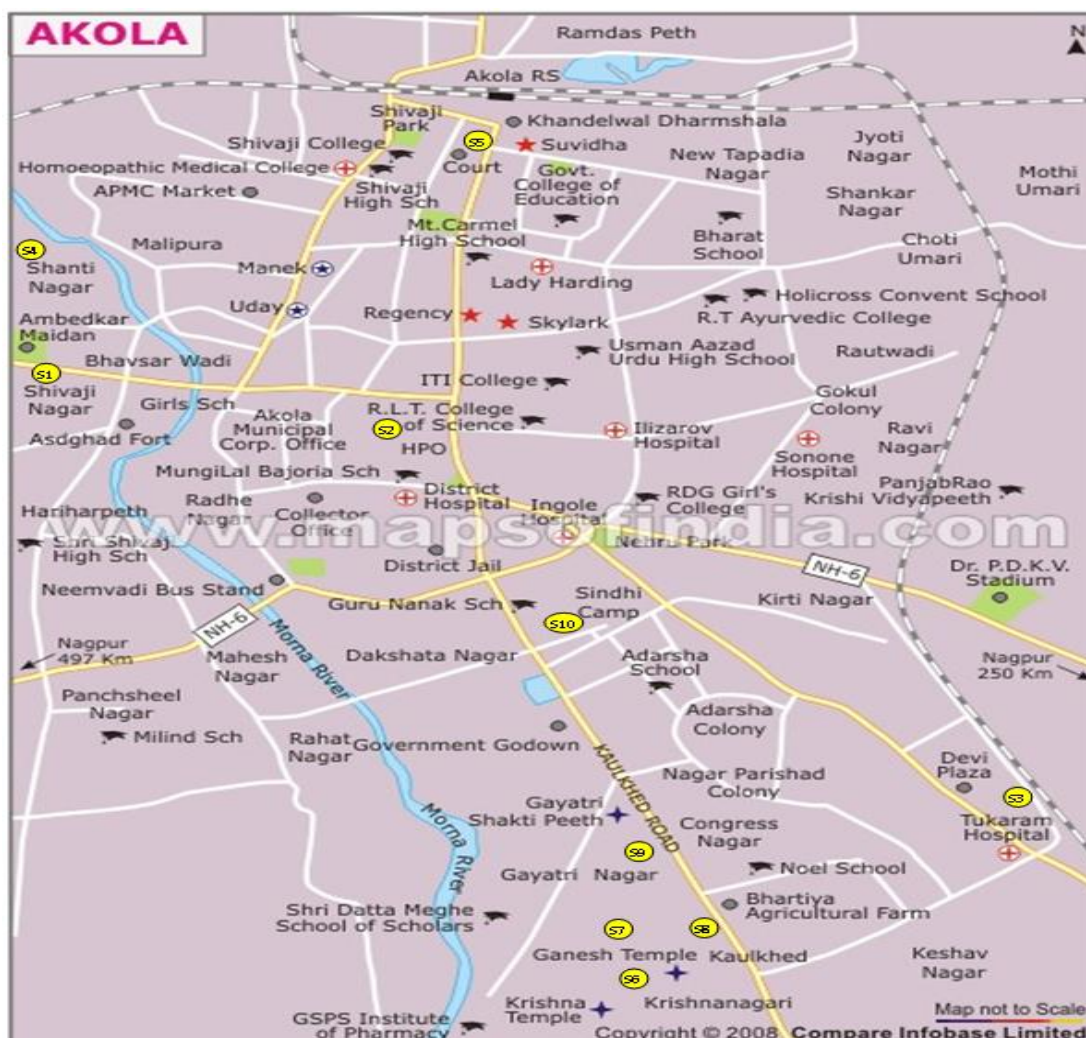 AKOLA
N
Ramdas Peth
Akola RS
Shivaji
Park
S5
Khandelwal Dharmshala
Suvidha
Shivaji College
Court
Homoeopathic Medical College
Shivaji
High Sch
Govt.
College of
Education
New Tapadia
Nagar
Jyoti
Nagar
Mothi
Umari
APMC Market
Shankar
Nagar
Mt.Carmel
High School
Bharat
School
Choti
Umari
S4
Shanti
Nagar
Malipura
Manek
Lady Harding
Uday
Regency
Skylark
Holicross Convent School
R.T Ayurvedic College
Ambedkar
Maidan
Usman Aazad
Urdu High School
Rautwadi
Bhavsar Wadi
S1
Shivaji
Nagar
ITI College
Gokul
Colony
Girls Sch
Akola
Municipal
Corp. Office
S2
R.L.T. College
of Science
HPO
Ilizarov
Hospital
Ravi
Nagar
Asdghad Fort
Sonone
Hospital
MungiLal Bajoria Sch
PanjabRao
Krishi Vidyapeeth
Radhe
Nagar
Collector
Office
District
Hospital
Ingole
Hospital
RDG Girl's
College
Hariharpeth
www.mapsofindia.com
Shri Shivaji
High Sch
Nehru Park
District Jail
NH-6
Dr. P.D.K.V.
Stadium
Neemvadi Bus Stand
Guru Nanak Sch
Sindhi
Camp
Kirti Nagar
S10
NH-6
Morna River
Nagpur
497 Km
Mahesh
Nagar
Dakshata Nagar
Adarsha
School
Nagpur
250 Km
Panchsheel
Nagar
Adarsha
Colony
Milind Sch
Rahat
Nagar
Government Godown
KAULKHED ROAD
Devi
Plaza
Nagar Parishad
Colony
S3
Gayatri
Shakti Peeth
Tukaram
Hospital
Morna River
Congress
Nagar
S9
Gayatri Nagar
Noel School
Shri Datta Meghe
School of Scholars
Bhartiya
Agricultural Farm
S7
S8
Ganesh Temple
Kaulkhed
Keshav
Nagar
S6
Krishna
Temple
Krishnanagari
GSPS Institute
of Pharmacy
Map not to Scale
Copyright © 2008 Compare Infobase Limited